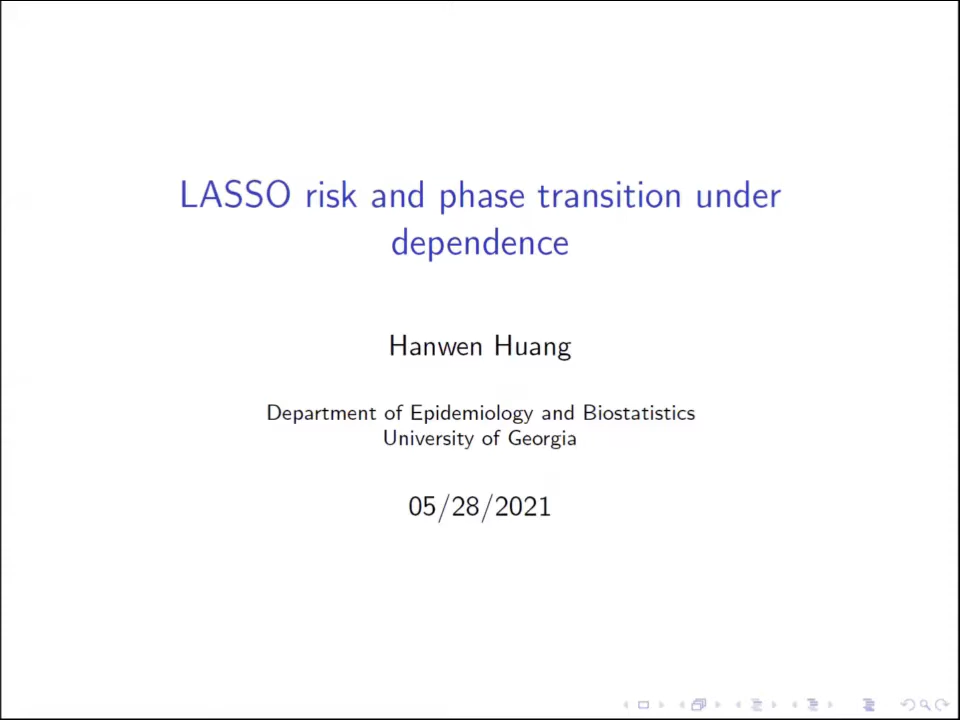 LASSO risk and phase transition under
dependence
Hanwen Huang
Department of Epidemiology and Biostatistics
University of Georgia
05/28/2021